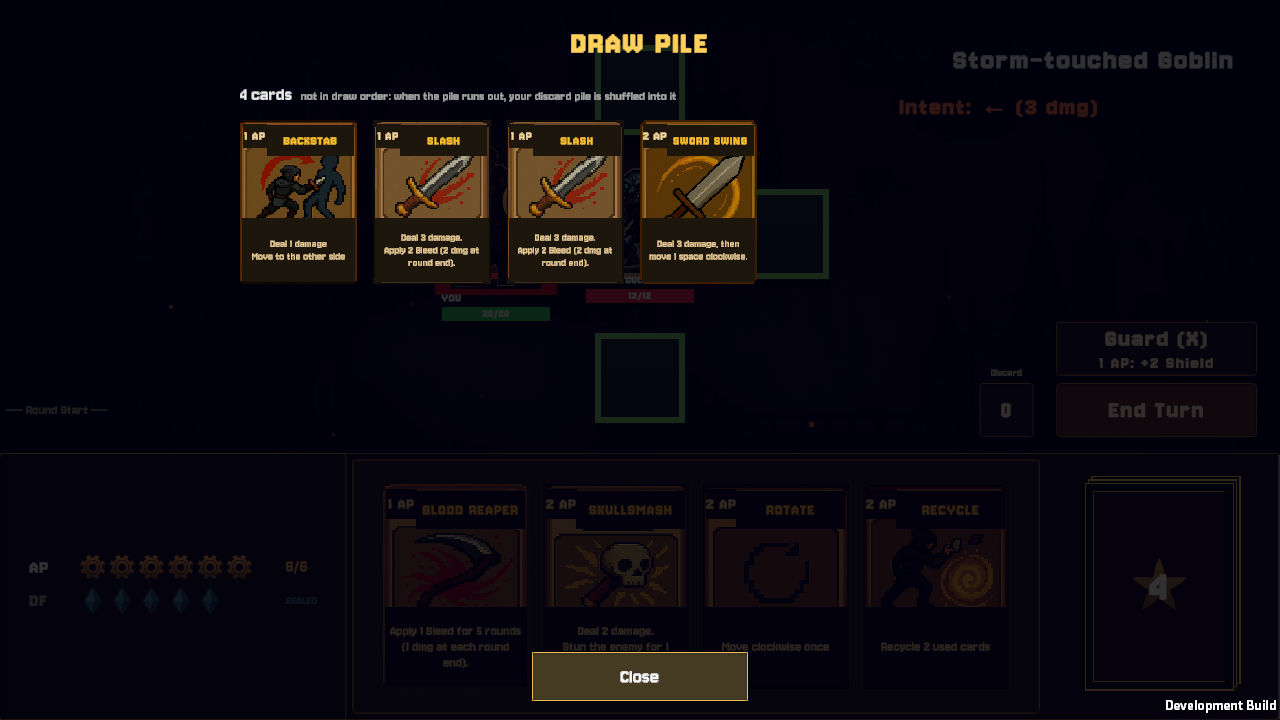 DRAW PILE
Storm-touched Goblin
4 cards not in draw order: when the pile runs out, your discard pile is shuffled into it
Intent: ← (3 dmg)
1 AP BACKSTAB
Deal 1 damage
Move to the other side
1 AP SLASH
Deal 3 damage.
Apply 2 Bleed (2 dmg at
round end).
1 AP SLASH
Deal 3 damage.
Apply 2 Bleed (2 dmg at
round end).
2 AP SWORD SWING
Deal 3 damage, then
move 1 space clockwise.
YOU
20/20
12/12
Guard (X)
1 AP: +2 Shield
Discard
0
End Turn
--- Round Start ---
AP 6/6
DF SEALED
1 AP BLOOD REAPER
Apply 1 Bleed for 5 rounds
(1 dmg at each round
end).
2 AP SKULLSMASH
Deal 2 damage.
Stun the enemy for 1
2 AP ROTATE
Move clockwise once
2 AP RECYCLE
Recycle 2 used cards
4
Close
Development Build